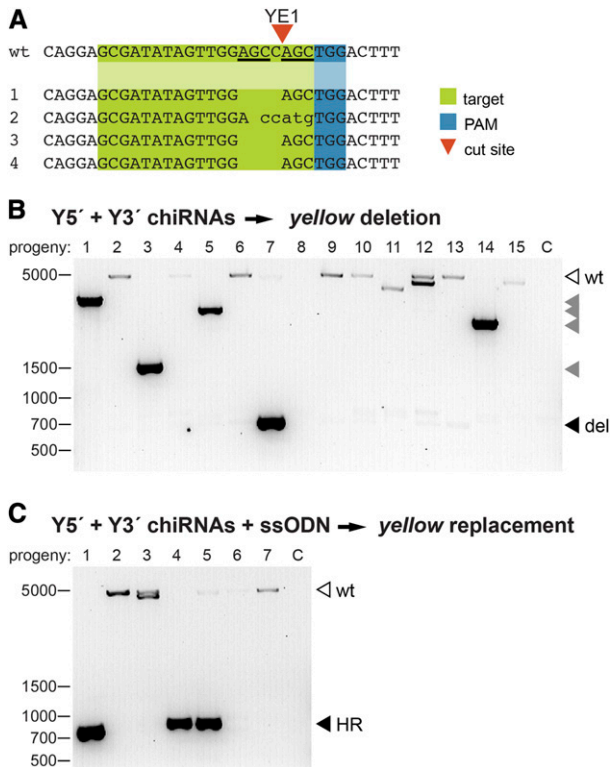 A
YE1
wt CAGGAGCGATATAGTTGGAGCCAGCTGGACTTT
1 CAGGAGCGATATAGTTGG AGCTGGACTTT
2 CAGGAGCGATATAGTTGGA ccatgTGGACTTT
3 CAGGAGCGATATAGTTGG AGCTGGACTTT
4 CAGGAGCGATATAGTTGG AGCTGGACTTT
target
PAM
cut site
B Y5´ + Y3´ chiRNAs yellow deletion
progeny: 1 2 3 4 5 6 7 8 9 10 11 12 13 14 15 C
5000
wt
1500
1000
700
del
500
C Y5´ + Y3´ chiRNAs + ssODN yellow replacement
progeny: 1 2 3 4 5 6 7 C
5000
wt
1500
1000
HR
700
500